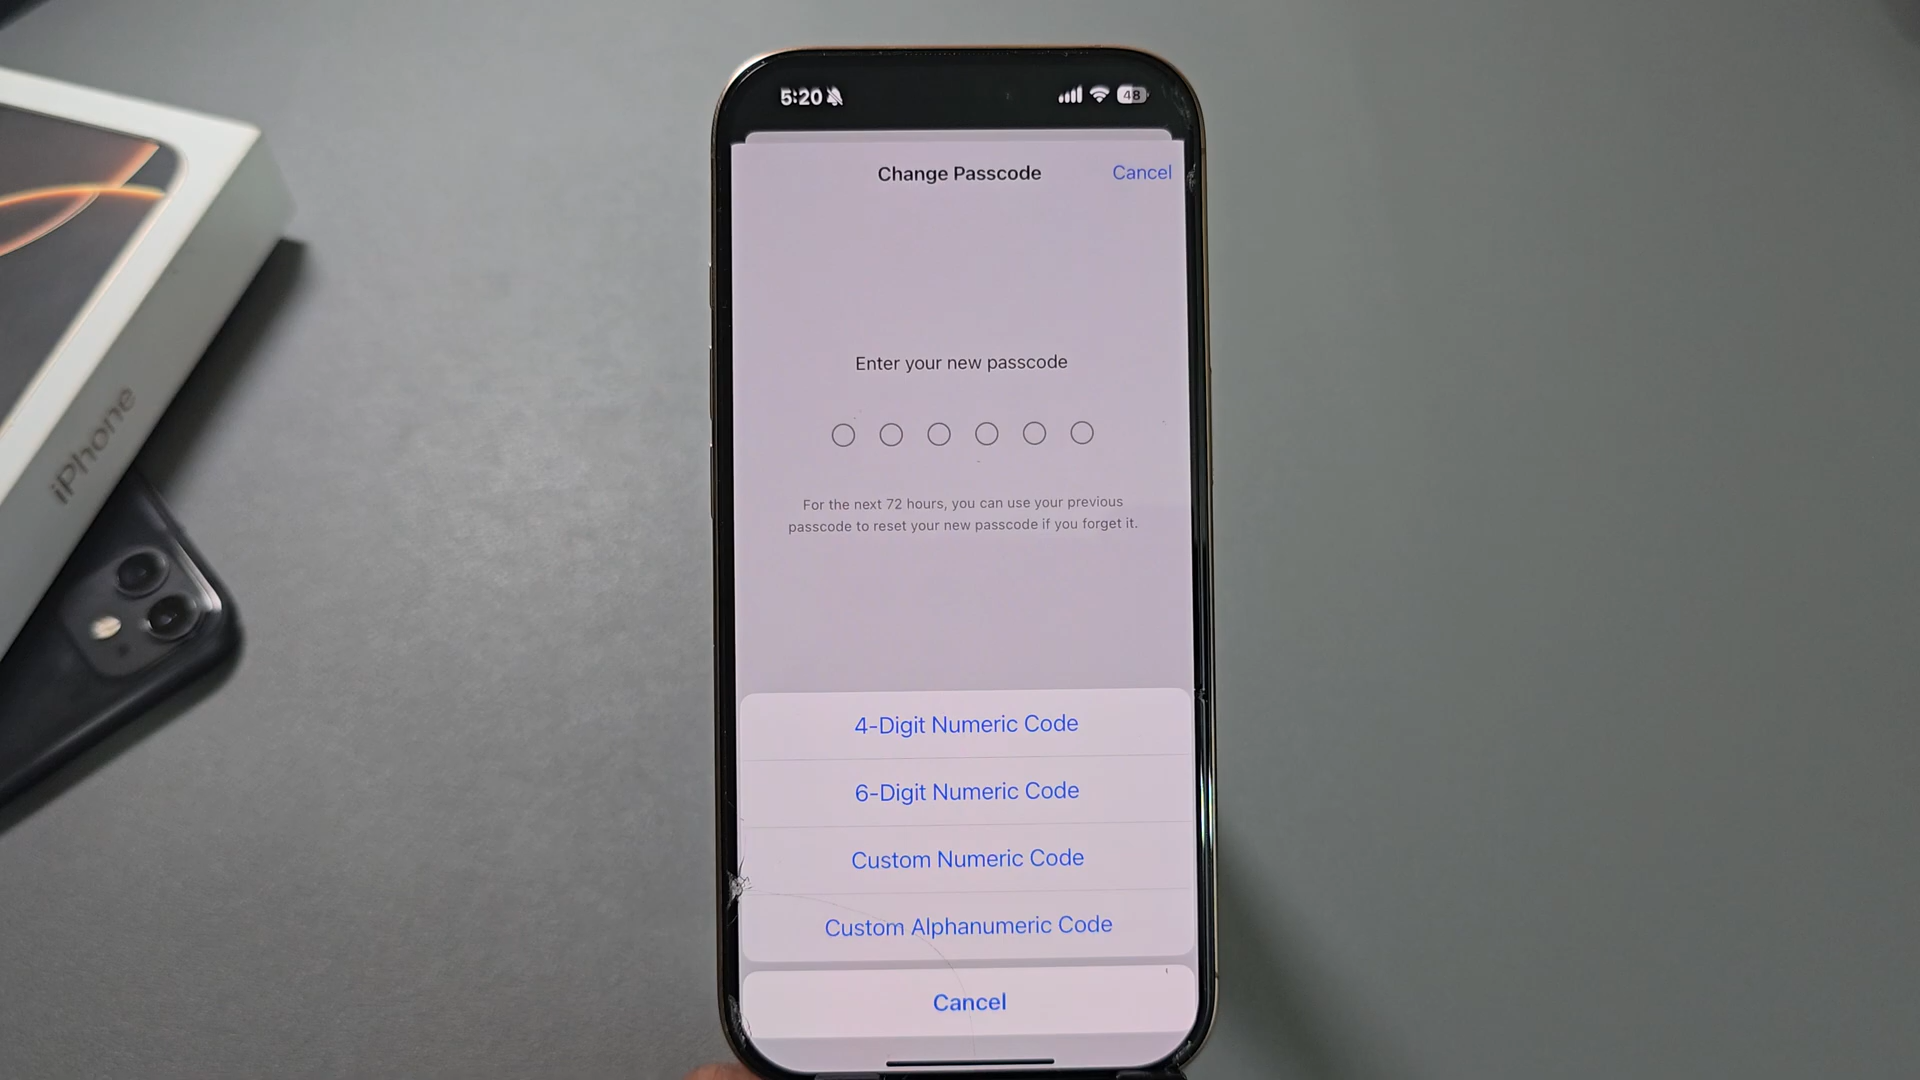 iPhone
5:20
48
Change Passcode
Cancel
Enter your new passcode
For the next 72 hours, you can use your previous
passcode to reset your new passcode if you forget it.
4-Digit Numeric Code
6-Digit Numeric Code
Custom Numeric Code
Custom Alphanumeric Code
Cancel